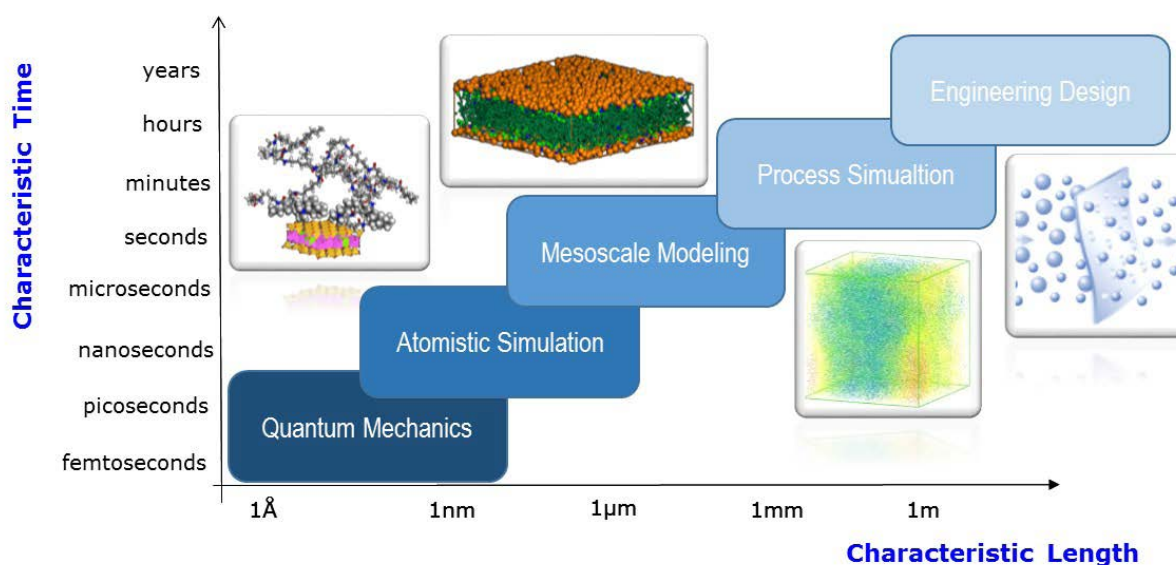 Characteristic Time
years
hours
minutes
seconds
microseconds
nanoseconds
picoseconds
femtoseconds
Engineering Design
Process Simualtion
Mesoscale Modeling
Atomistic Simulation
Quantum Mechanics
1Å
1nm
1µm
1mm
1m
Characteristic Length